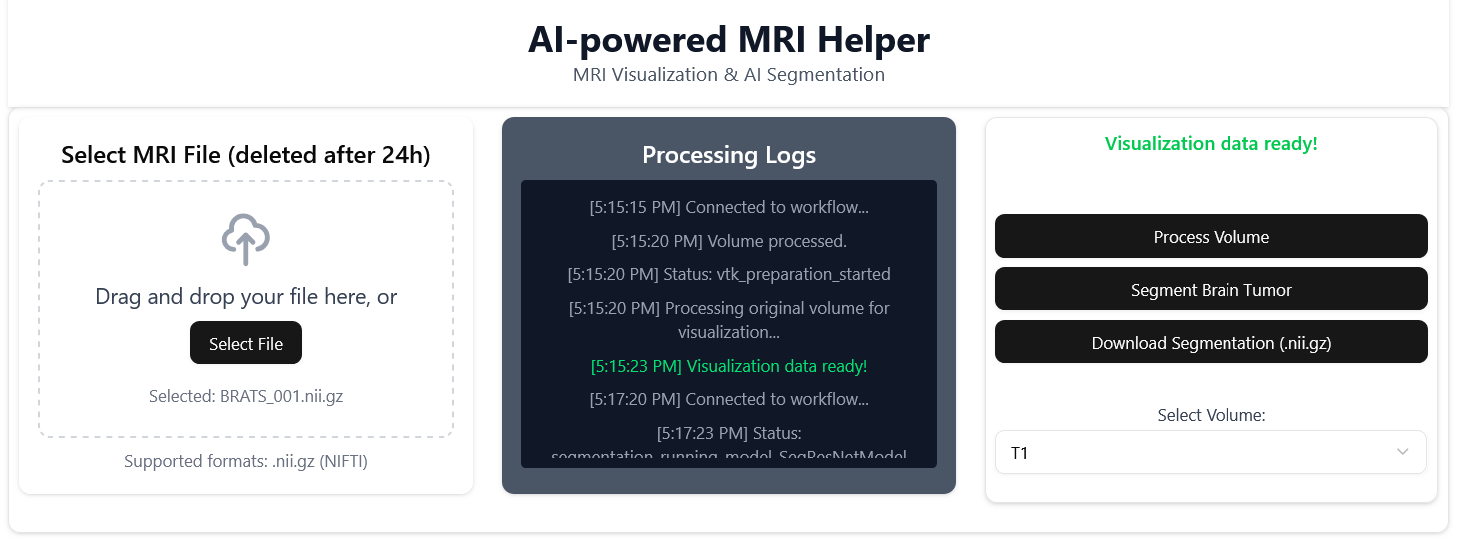 AI-powered MRI Helper
MRI Visualization & AI Segmentation
Select MRI File (deleted after 24h)
Drag and drop your file here, or
Select File
Selected: BRATS_001.nii.gz
Supported formats: .nii.gz (NIFTI)
Processing Logs
[5:15:15 PM] Connected to workflow...
[5:15:20 PM] Volume processed.
[5:15:20 PM] Status: vtk_preparation_started
[5:15:20 PM] Processing original volume for
visualization...
[5:15:23 PM] Visualization data ready!
[5:17:20 PM] Connected to workflow...
[5:17:23 PM] Status:
segmentation_running_model_SegResNetModel
Visualization data ready!
Process Volume
Segment Brain Tumor
Download Segmentation (.nii.gz)
Select Volume:
T1